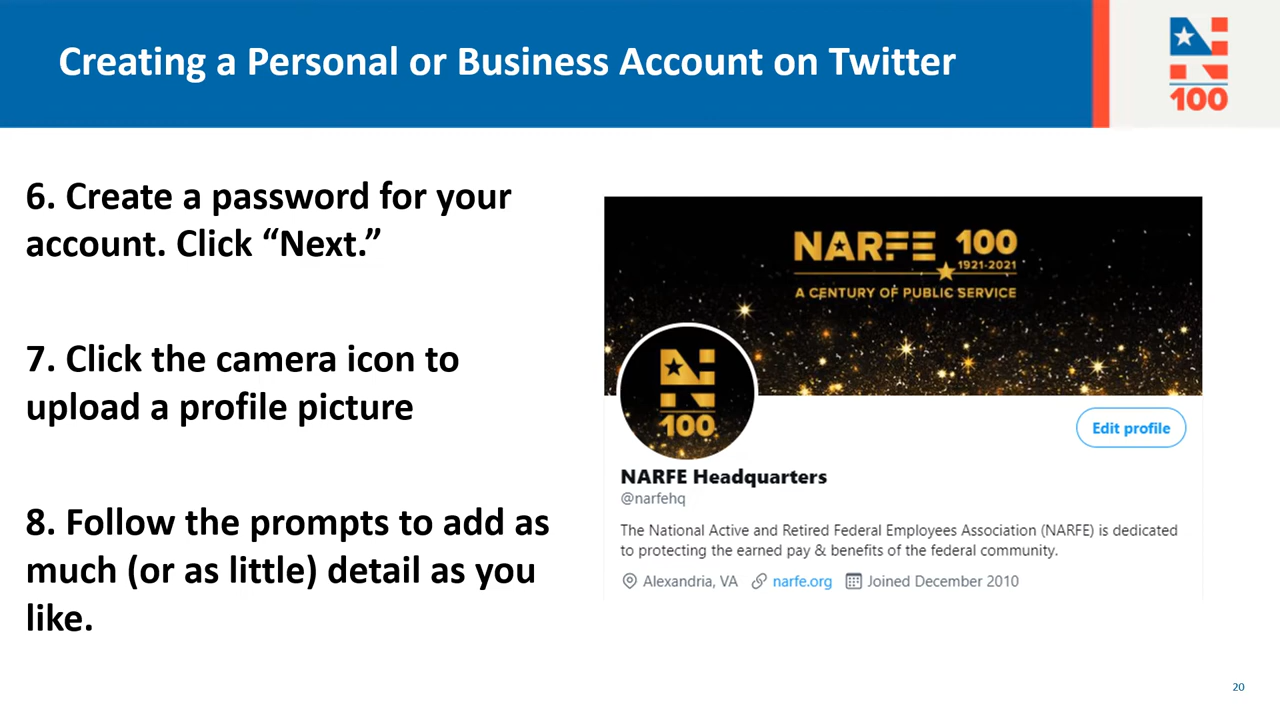 Creating a Personal or Business Account on Twitter
100
6. Create a password for your
account. Click “Next.”
7. Click the camera icon to
upload a profile picture
8. Follow the prompts to add as
much (or as little) detail as you
like.
NARFE 100
1921-2021
A CENTURY OF PUBLIC SERVICE
100
Edit profile
NARFE Headquarters
@narfehq
The National Active and Retired Federal Employees Association (NARFE) is dedicated
to protecting the earned pay & benefits of the federal community.
Alexandria, VA narfe.org Joined December 2010
20